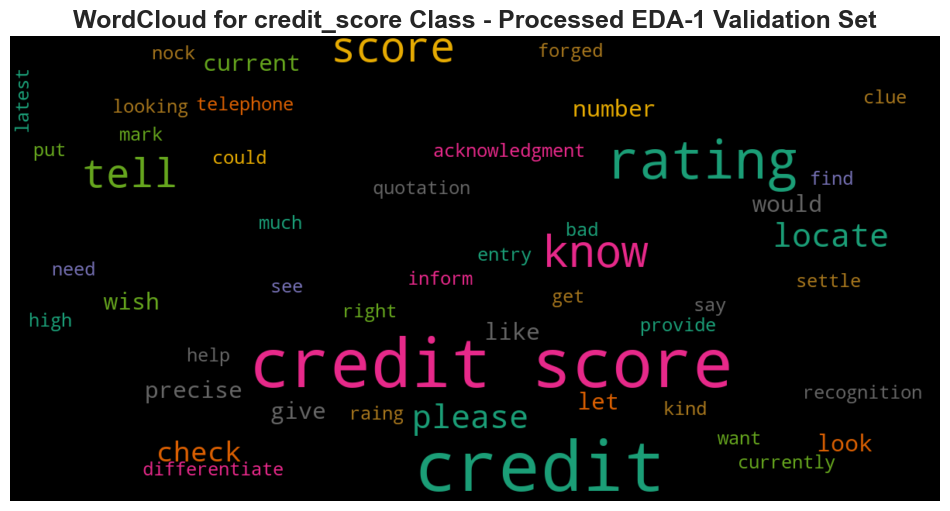 WordCloud for credit_score Class - Processed EDA-1 Validation Set
score
nock
forged
current
latest
clue
looking
telephone
number
mark
could
put
acknowledgment
rating
tell
find
quotation
would
much
bad
locate
know
entry
need
inform
settle
see
get
wish
say
right
high
provide
like
help
credit score
precise
recognition
let
give
raing
kind
please
want
look
check
currently
differentiate
credit